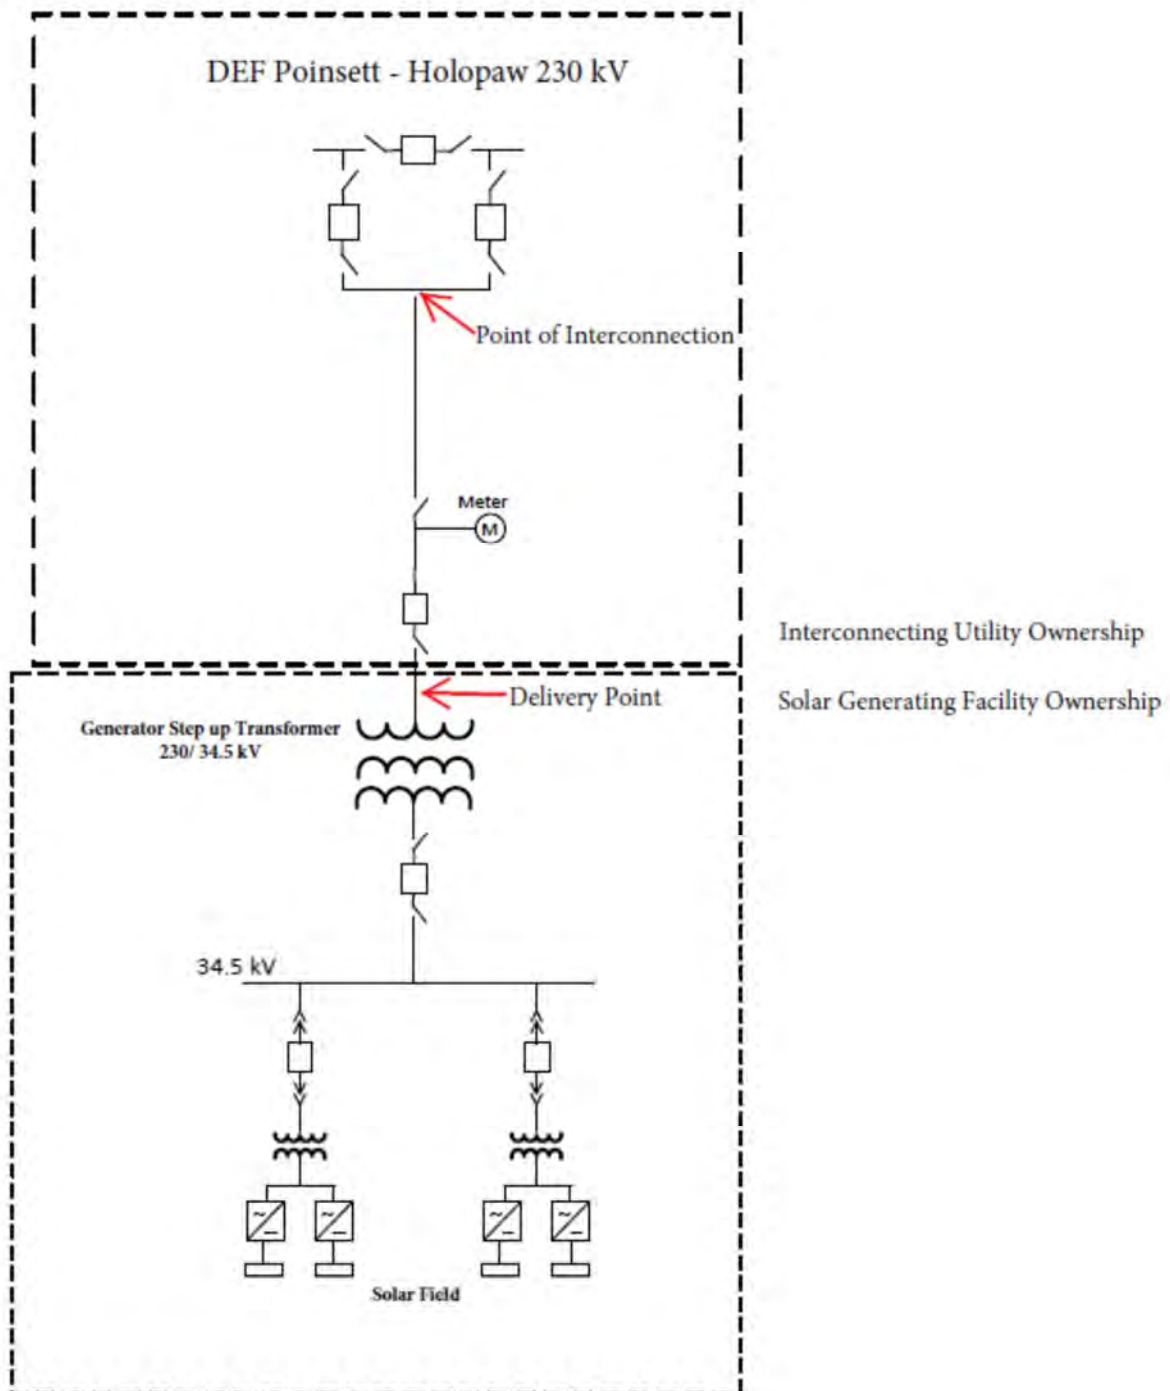 DEF Poinsett - Holopaw 230 kV
Point of Interconnection
Meter
M
Interconnecting Utility Ownership
Delivery Point
Solar Generating Facility Ownership
Generator Step up Transformer
230/ 34.5 kV
34.5 kV
Solar Field